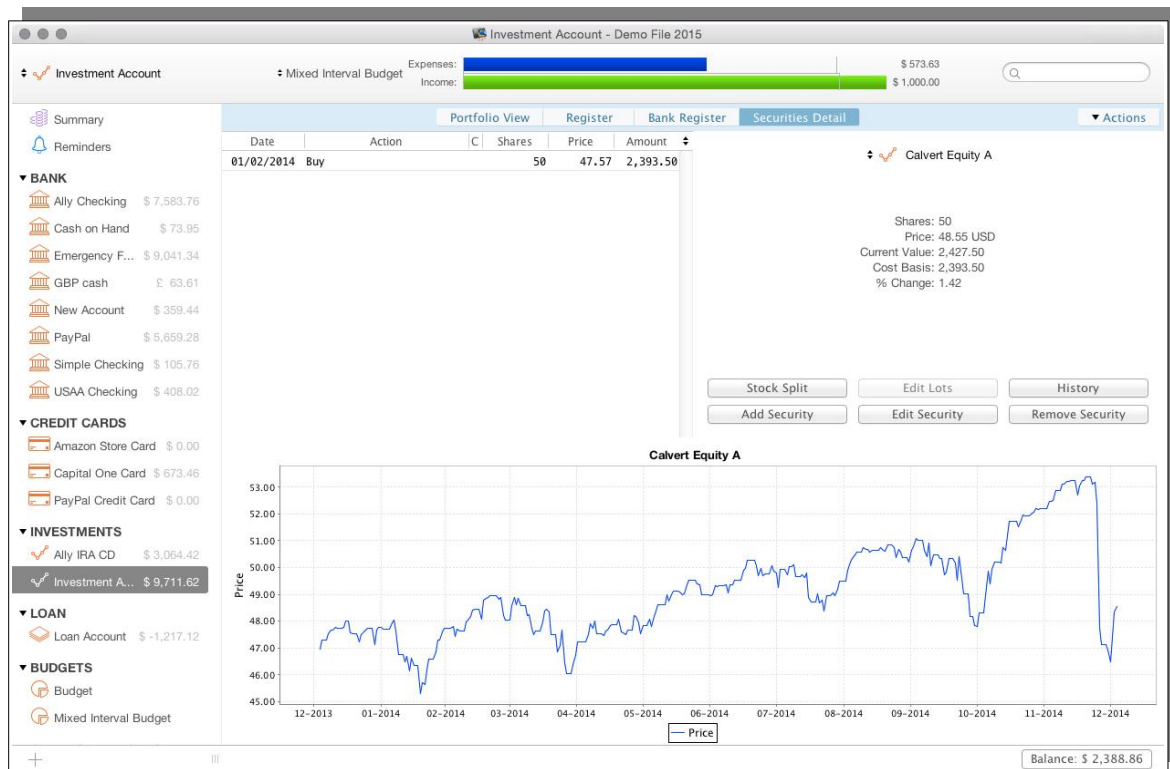 Investment Account - Demo File 2015
Investment Account
Mixed Interval Budget
Expenses: $ 573.63
Income: $ 1,000.00
Summary
Reminders
BANK
Ally Checking $ 7,583.76
Cash on Hand $ 73.95
Emergency F... $ 9,041.34
GBP cash £ 63.61
New Account $ 359.44
PayPal $ 5,659.28
Simple Checking $ 105.76
USAA Checking $ 408.02
CREDIT CARDS
Amazon Store Card $ 0.00
Capital One Card $ 673.46
PayPal Credit Card $ 0.00
INVESTMENTS
Ally IRA CD $ 3,064.42
Investment A... $ 9,711.62
LOAN
Loan Account $ -1,217.12
BUDGETS
Budget
Mixed Interval Budget
Portfolio View Register Bank Register Securities Detail Actions
Date Action C Shares Price Amount
01/02/2014 Buy 50 47.57 2,393.50
Calvert Equity A
Shares: 50
Price: 48.55 USD
Current Value: 2,427.50
Cost Basis: 2,393.50
% Change: 1.42
Stock Split Edit Lots History
Add Security Edit Security Remove Security
Calvert Equity A
Price
53.00
52.00
51.00
50.00
49.00
48.00
47.00
46.00
45.00
12-2013 01-2014 02-2014 03-2014 04-2014 05-2014 06-2014 07-2014 08-2014 09-2014 10-2014 11-2014 12-2014
Price
Balance: $ 2,388.86